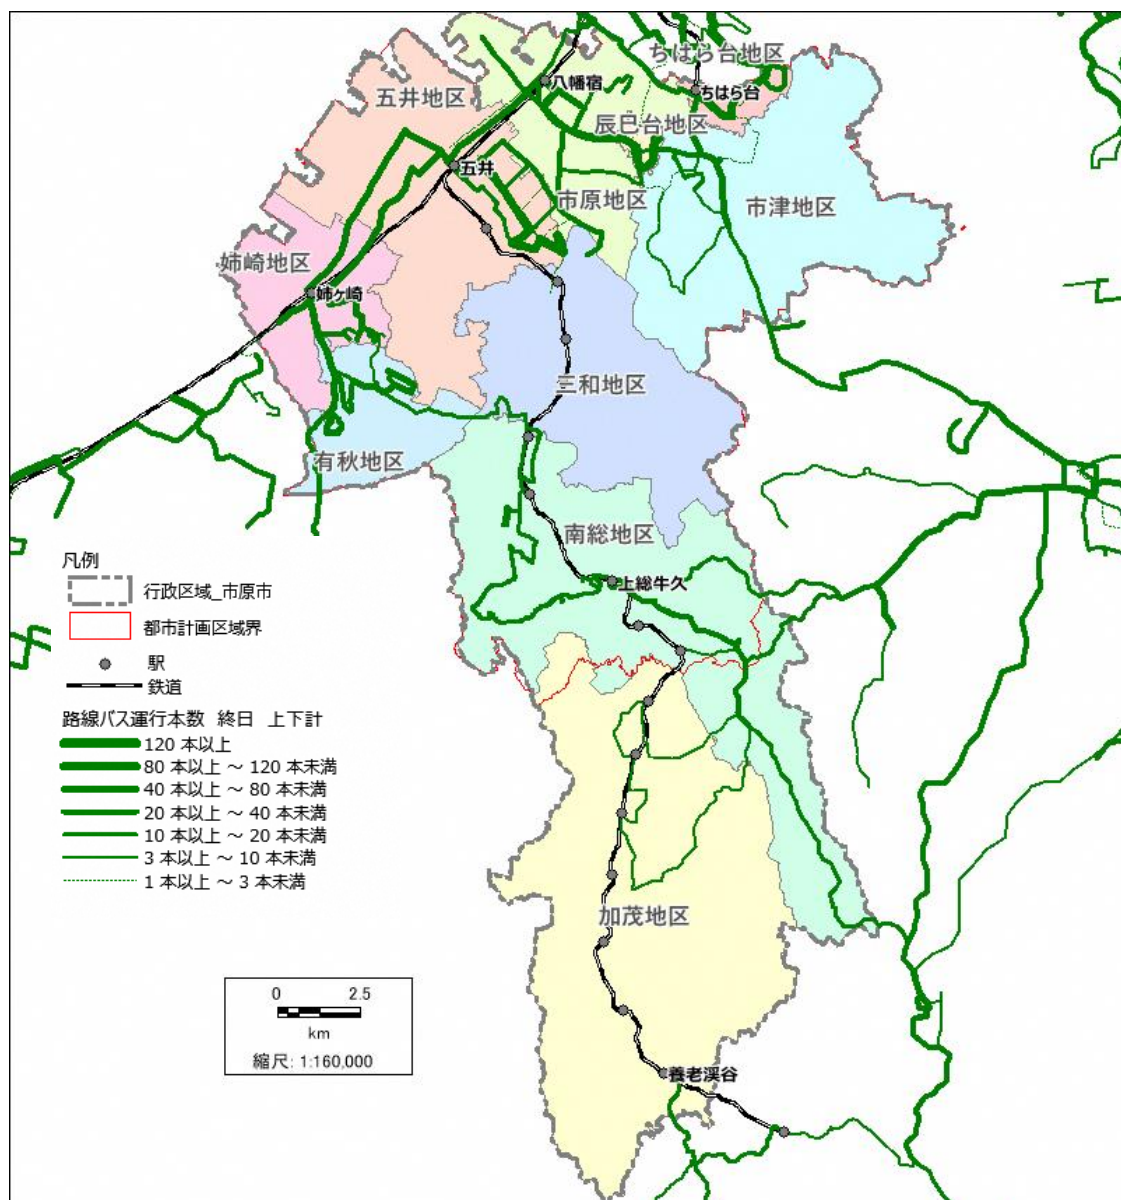 ちはら台地区
八幡宿
ちはら台
五井地区
辰巳台地区
五井
市原地区
市津地区
姉崎地区
姉ヶ崎
三和地区
有秋地区
南総地区
上総牛久
凡例
行政区域_市原市
都市計画区域界
駅
鉄道
路線バス運行本数 終日 上下計
120 本以上
80 本以上 ～ 120 本未満
40 本以上 ～ 80 本未満
20 本以上 ～ 40 本未満
10 本以上 ～ 20 本未満
3 本以上 ～ 10 本未満
1 本以上 ～ 3 本未満
加茂地区
0 2.5
km
縮尺: 1:160,000
養老渓谷